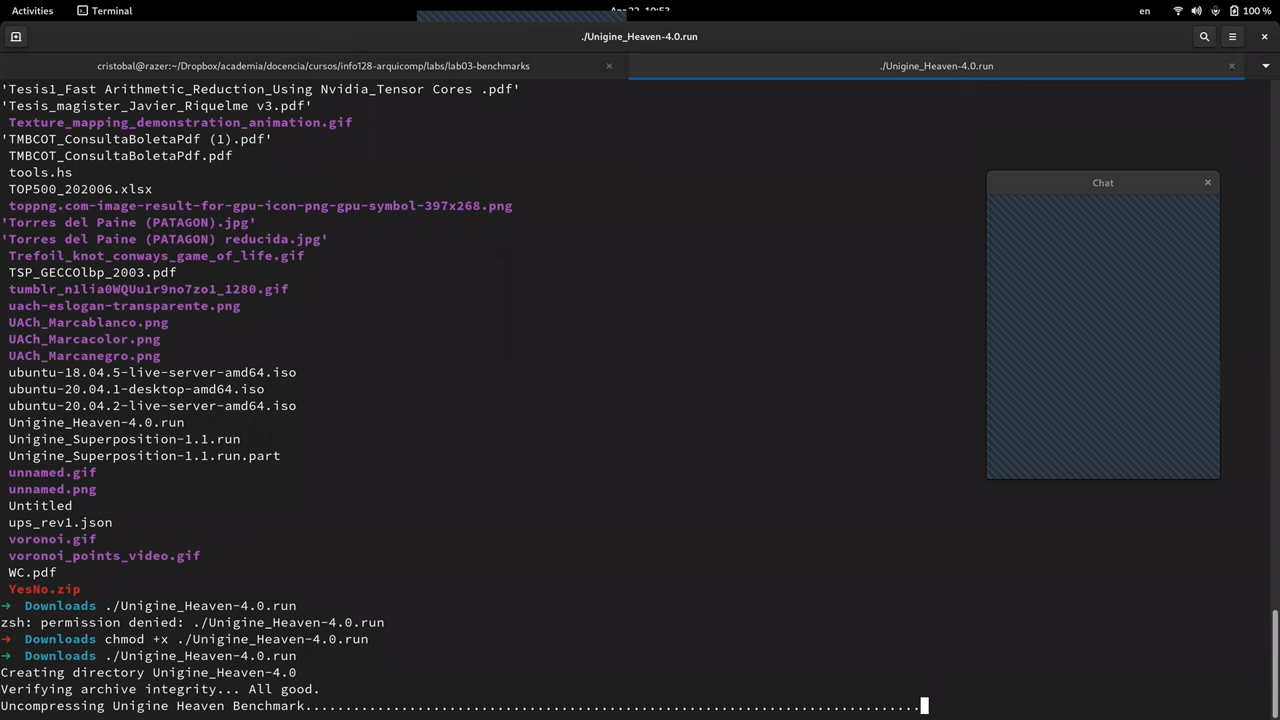 Activities
Terminal
en
100 %
./Unigine_Heaven-4.0.run
cristobal@razer:~/Dropbox/academia/docencia/cursos/info128-arquicomp/labs/lab03-benchmarks
./Unigine_Heaven-4.0.run
'Tesis1_Fast Arithmetic_Reduction_Using Nvidia_Tensor Cores .pdf'
'Tesis_magister_Javier_Riquelme v3.pdf'
Texture_mapping_demonstration_animation.gif
'TMBCOT_ConsultaBoletaPdf (1).pdf'
TMBCOT_ConsultaBoletaPdf.pdf
tools.hs
TOP500_202006.xlsx
toppng.com-image-result-for-gpu-icon-png-gpu-symbol-397x268.png
'Torres del Paine (PATAGON).jpg'
'Torres del Paine (PATAGON) reducida.jpg'
Trefoil_knot_conways_game_of_life.gif
TSP_GECCOlbp_2003.pdf
tumblr_n1lia0WQUu1r9no7zo1_1280.gif
uach-eslogan-transparente.png
UACh_Marcablanco.png
UACh_Marcacolor.png
UACh_Marcanegro.png
ubuntu-18.04.5-live-server-amd64.iso
ubuntu-20.04.1-desktop-amd64.iso
ubuntu-20.04.2-live-server-amd64.iso
Unigine_Heaven-4.0.run
Unigine_Superposition-1.1.run
Unigine_Superposition-1.1.run.part
unnamed.gif
unnamed.png
Untitled
ups_rev1.json
voronoi.gif
voronoi_points_video.gif
WC.pdf
YesNo.zip
➜ Downloads ./Unigine_Heaven-4.0.run
zsh: permission denied: ./Unigine_Heaven-4.0.run
➜ Downloads chmod +x ./Unigine_Heaven-4.0.run
➜ Downloads ./Unigine_Heaven-4.0.run
Creating directory Unigine_Heaven-4.0
Verifying archive integrity... All good.
Uncompressing Unigine Heaven Benchmark.............................................................................
Chat